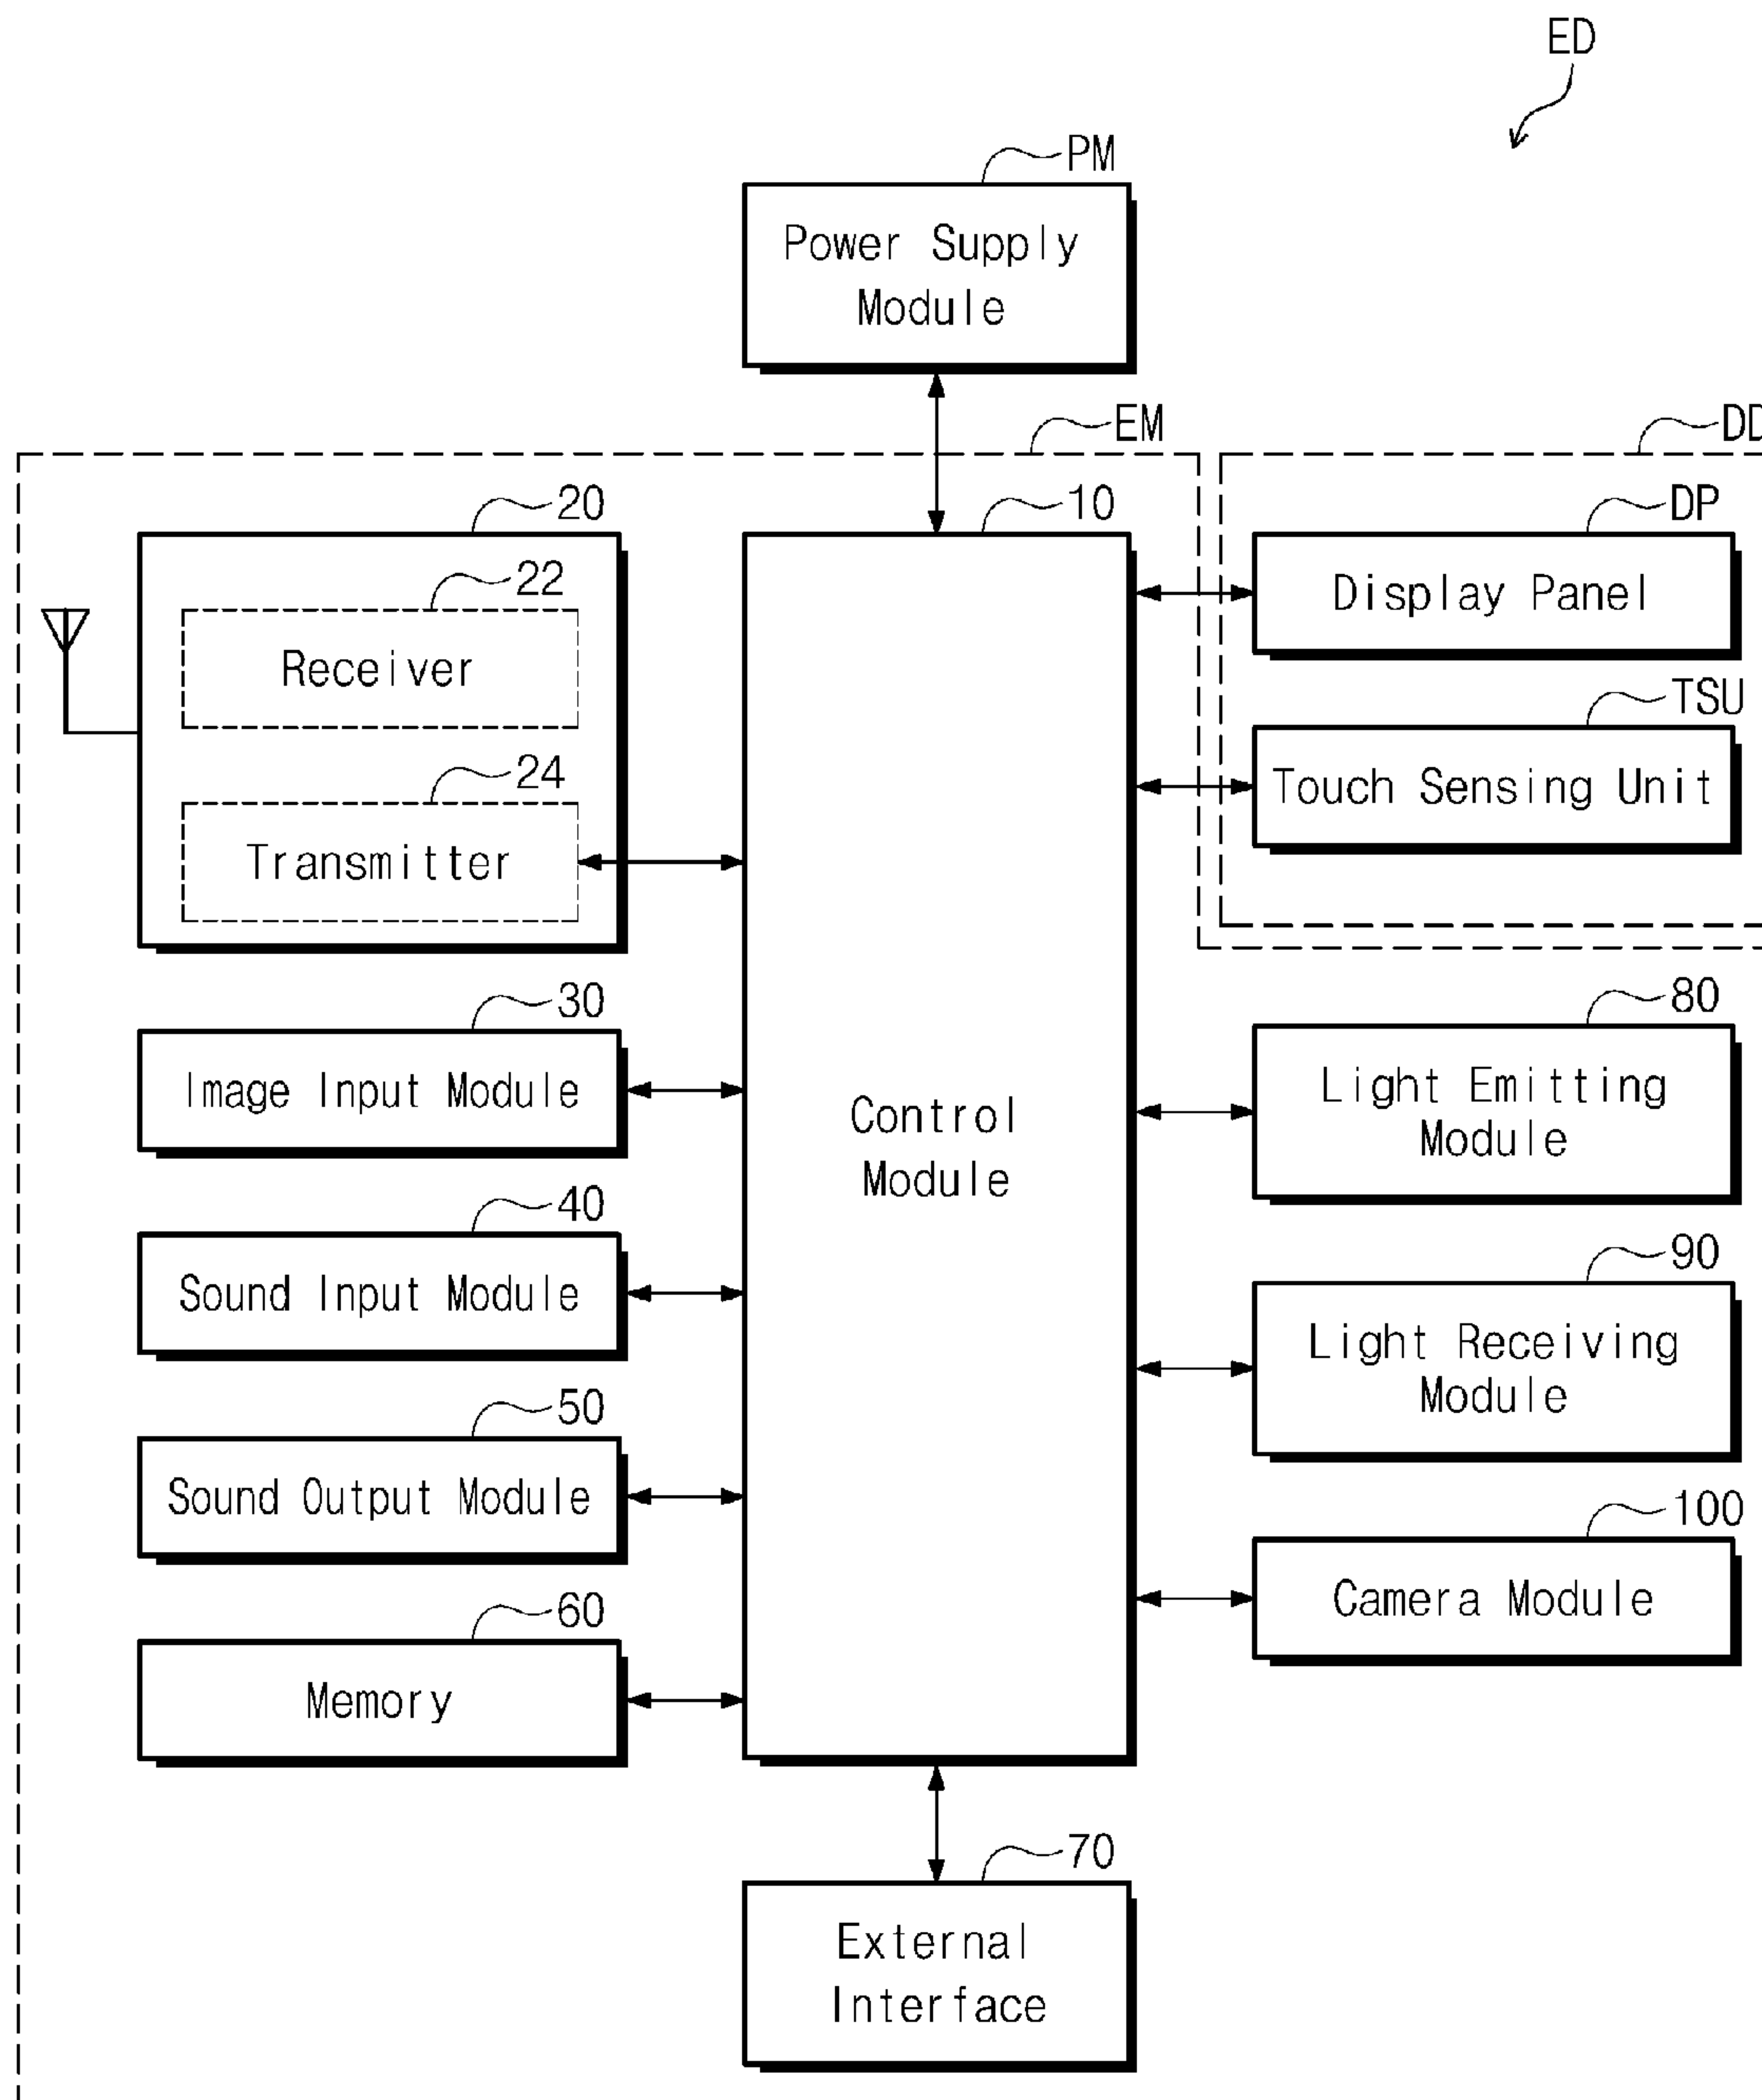 ED
PM
Power Supply
Module
EM
DD
20
10
DP
22
Display Panel
Receiver
TSU
24
Touch Sensing Unit
Transmitter
30
80
Image Input Module
Light Emitting
Module
Control
Module
40
90
Sound Input Module
Light Receiving
Module
50
100
Sound Output Module
Camera Module
60
Memory
70
External
Interface